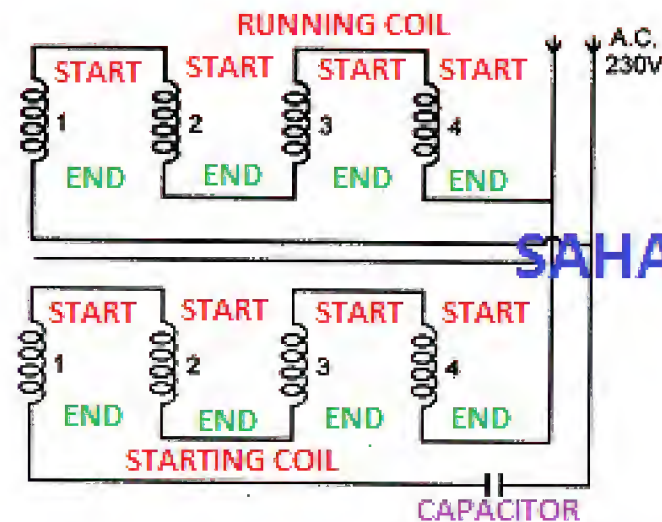 RUNNING COIL
A.C.
230V
START START START START
1 2 3 4
END END END END
SAHA
START START START START
1 2 3 4
END END END END
STARTING COIL
CAPACITOR